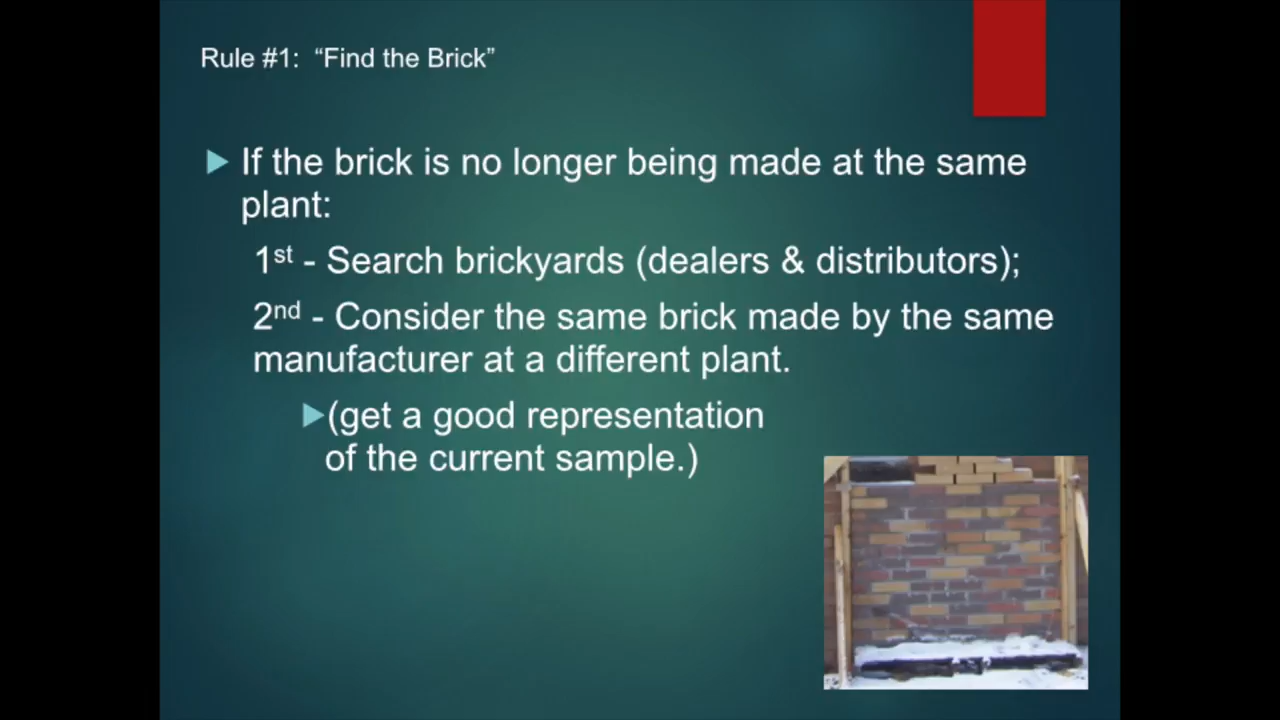 Rule #1:  “Find the Brick”
If the brick is no longer being made at the same
plant:
1st - Search brickyards (dealers & distributors);
2nd - Consider the same brick made by the same
manufacturer at a different plant.
(get a good representation
of the current sample.)